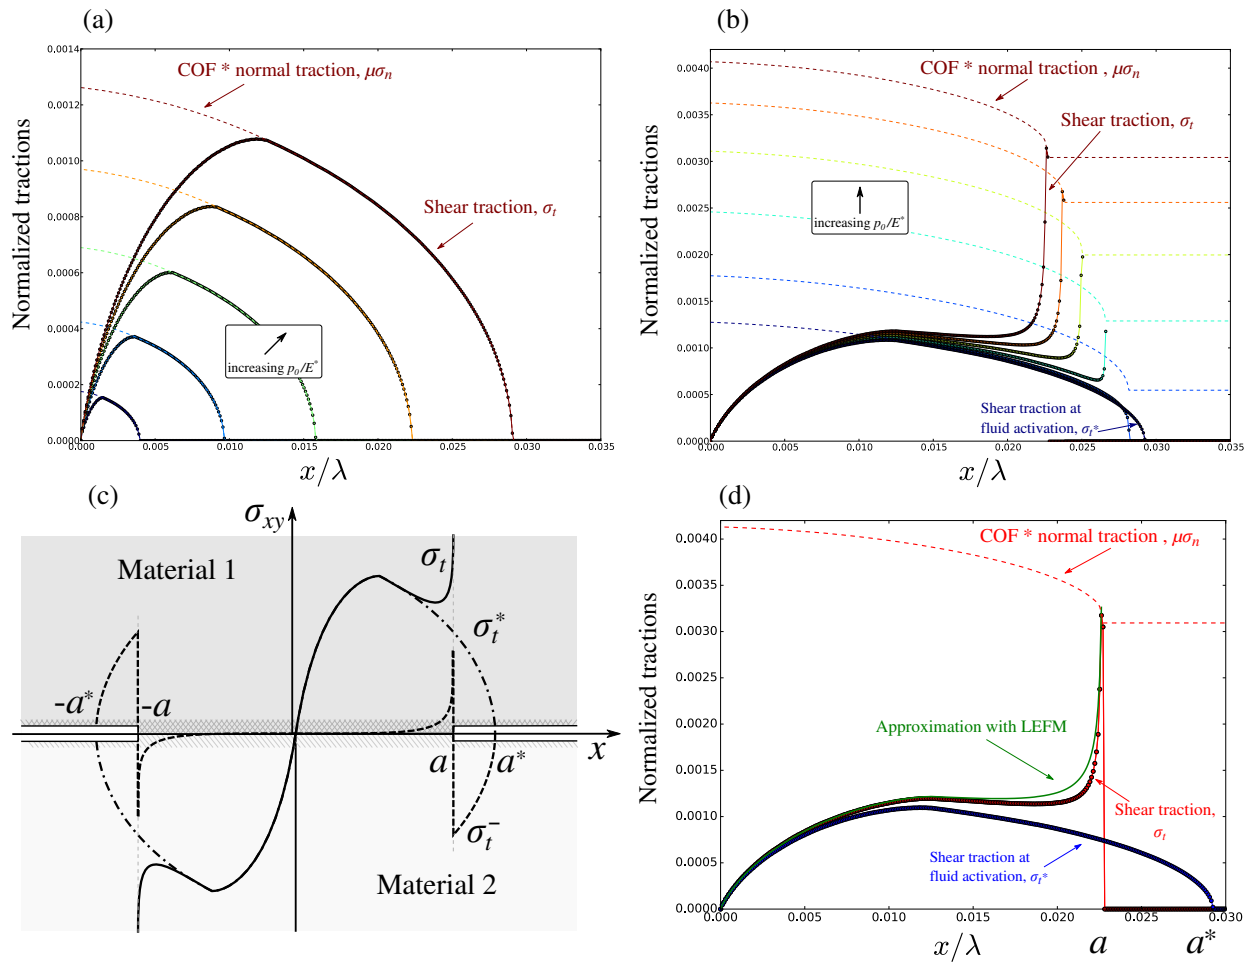 (a)
0.0014
0.0012
0.0010
0.0008
0.0006
0.0004
0.0002
0.0000
Normalized tractions
COF * normal traction, μσn
Shear traction, σt
increasing p0/E*
0.000
0.005
0.010
0.015
0.020
0.025
0.030
0.035
x/λ
(b)
0.0040
0.0035
0.0030
0.0025
0.0020
0.0015
0.0010
0.0005
0.0000
Normalized tractions
COF * normal traction , μσn
Shear traction, σt
increasing p0/E*
Shear traction at
fluid activation, σt*
0.000
0.005
0.010
0.015
0.020
0.025
0.030
0.035
x/λ
(c)
σxy
Material 1
σt
σt*
-a*
-a
a
a*
x
σt−
Material 2
(d)
0.0040
0.0035
0.0030
0.0025
0.0020
0.0015
0.0010
0.0005
0.0000
Normalized tractions
COF * normal traction , μσn
Approximation with LEFM
Shear traction,
σt
Shear traction at
fluid activation, σt*
0.000
0.005
0.010
0.015
0.020
0.025
0.030
x/λ
a
a*